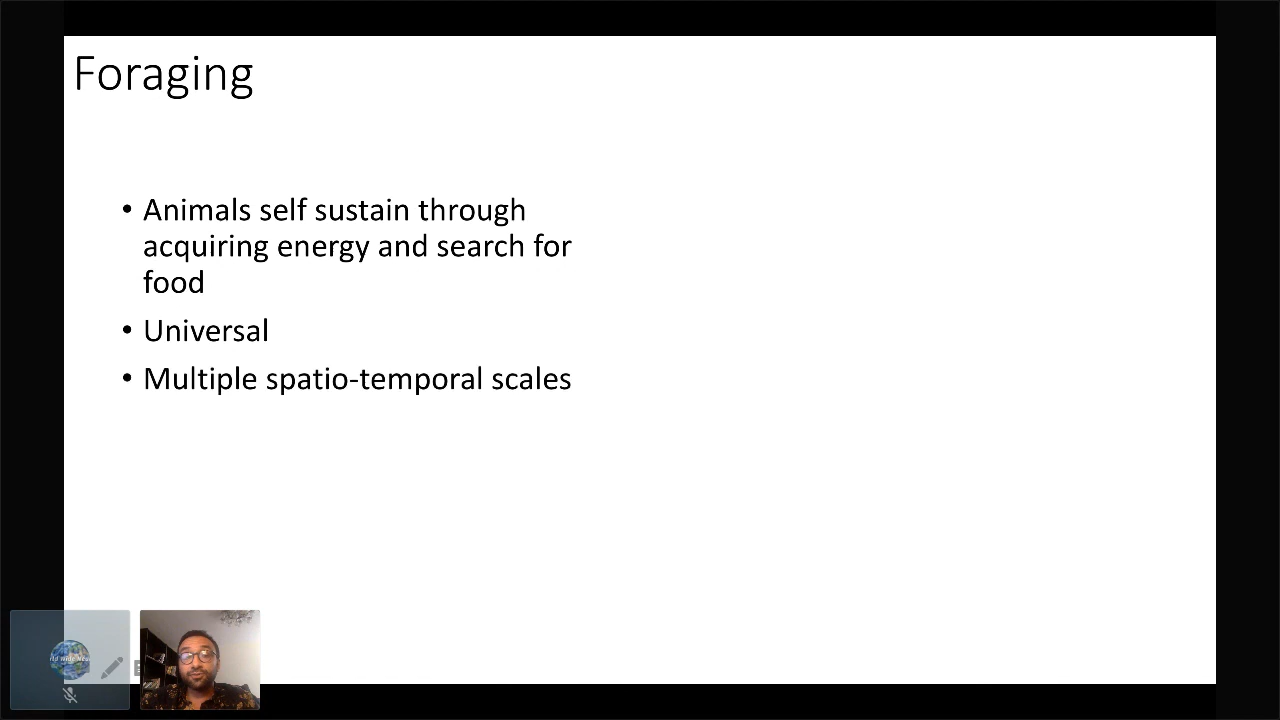 Foraging
• Animals self sustain through
acquiring energy and search for
food
• Universal
• Multiple spatio-temporal scales